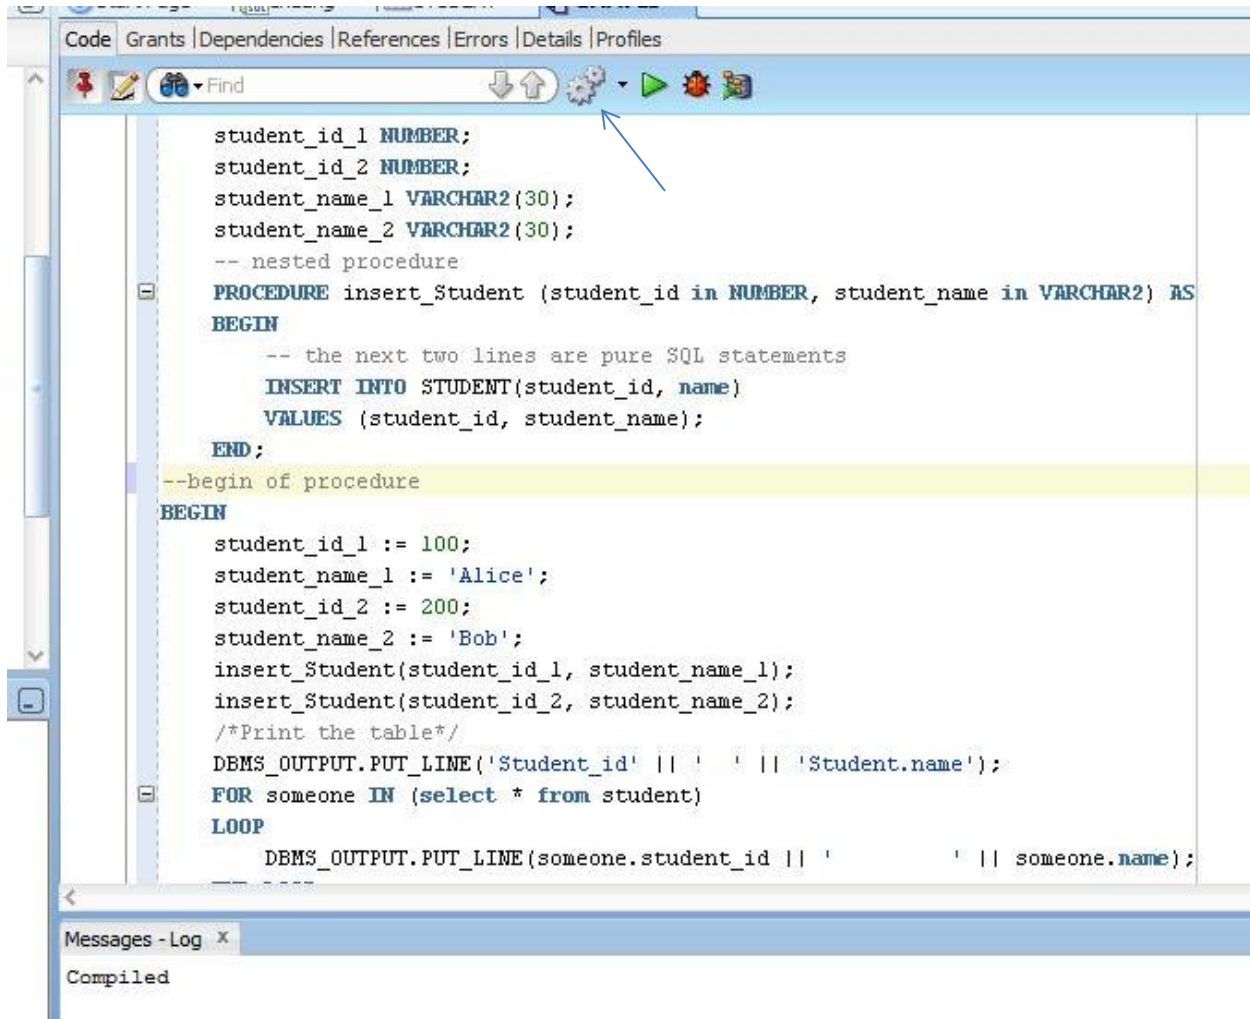 Code Grants |Dependencies |References |Errors |Details |Profiles
Find
student_id_1 NUMBER;
student_id_2 NUMBER;
student_name_1 VARCHAR2(30);
student_name_2 VARCHAR2(30);
-- nested procedure
PROCEDURE insert_Student (student_id in NUMBER, student_name in VARCHAR2) AS
BEGIN
-- the next two lines are pure SQL statements
INSERT INTO STUDENT(student_id, name)
VALUES (student_id, student_name);
END;
--begin of procedure
BEGIN
student_id_1 := 100;
student_name_1 := 'Alice';
student_id_2 := 200;
student_name_2 := 'Bob';
insert_Student(student_id_1, student_name_1);
insert_Student(student_id_2, student_name_2);
/*Print the table*/
DBMS_OUTPUT.PUT_LINE('Student_id' || '  ' || 'Student.name');
FOR someone IN (select * from student)
LOOP
DBMS_OUTPUT.PUT_LINE(someone.student_id || '         ' || someone.name);
Messages - Log x
Compiled